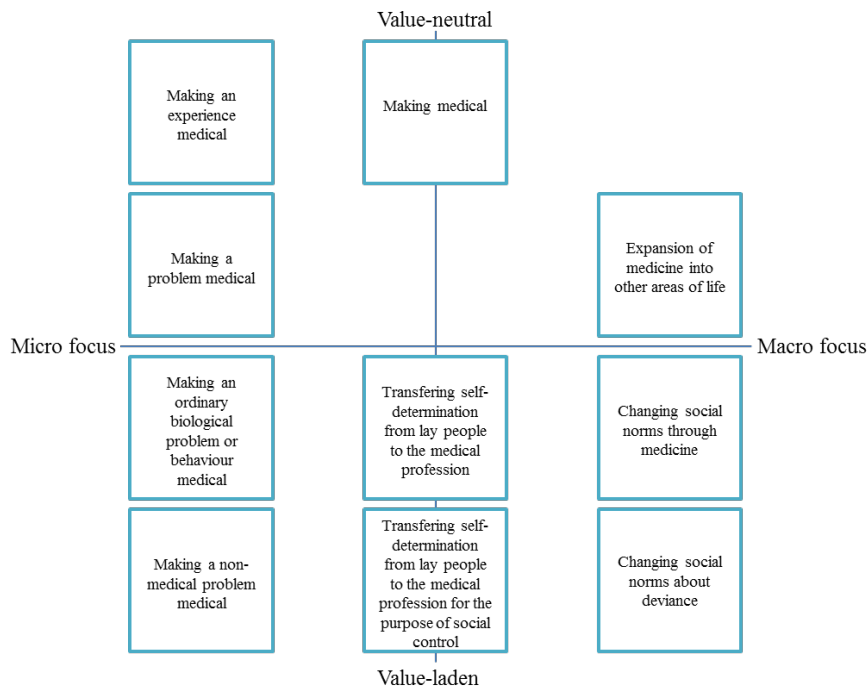 Value-neutral
Making an
experience
medical
Making medical
Making a
problem medical
Expansion of
medicine into
other areas of life
Micro focus
Macro focus
Making an
ordinary
biological
problem or
behaviour
medical
Transfering self-
determination
from lay people
to the medical
profession
Changing social
norms through
medicine
Making a non-
medical problem
medical
Transfering self-
determination
from lay people
to the medical
profession for the
purpose of social
control
Changing social
norms about
deviance
Value-laden